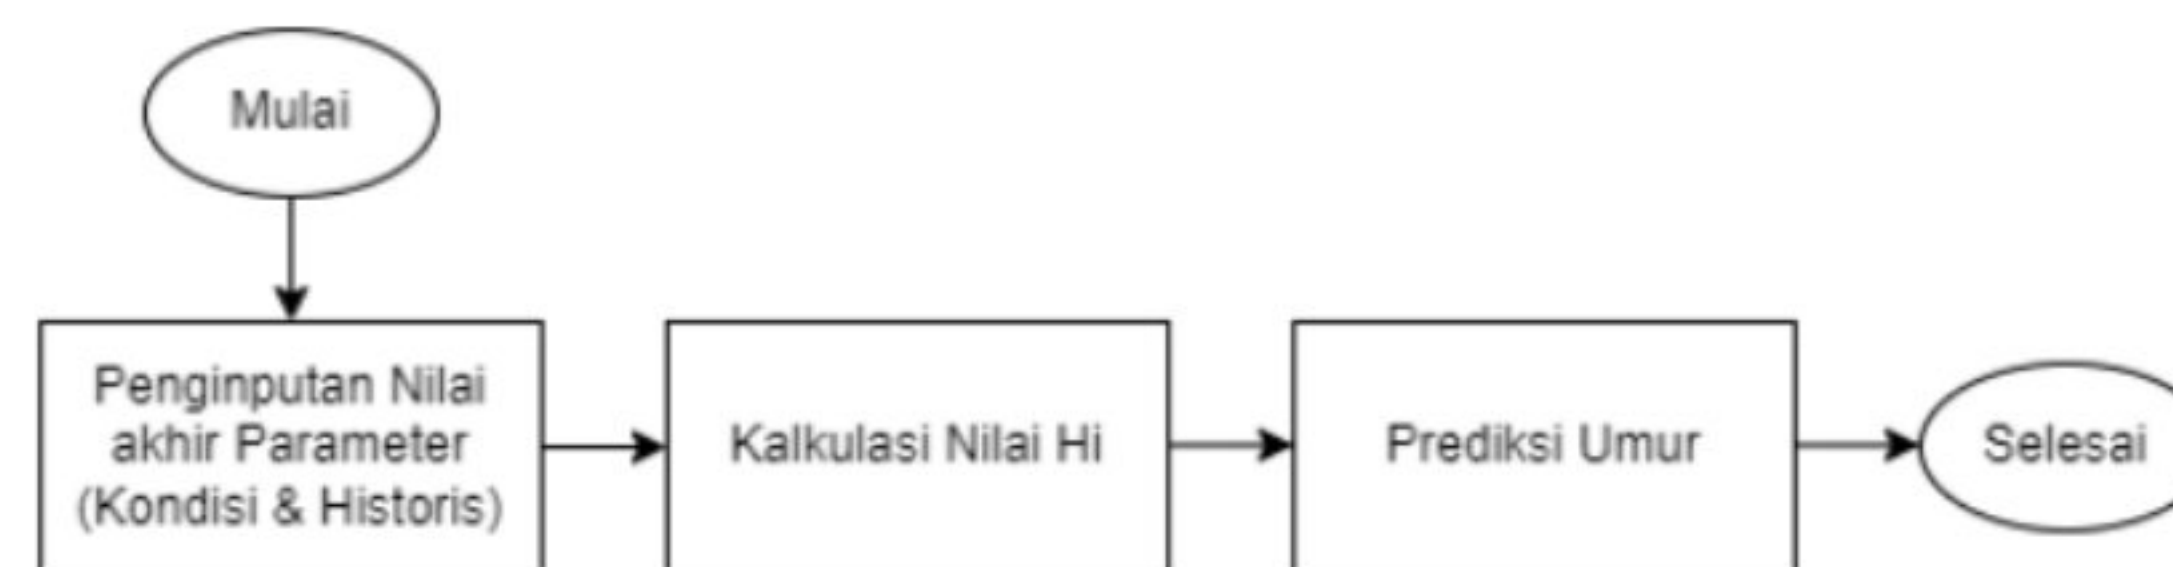 Mulai
Penginputan Nilai
akhir Parameter
(Kondisi & Historis)
Kalkulasi Nilai Hi
Prediksi Umur
Selesai